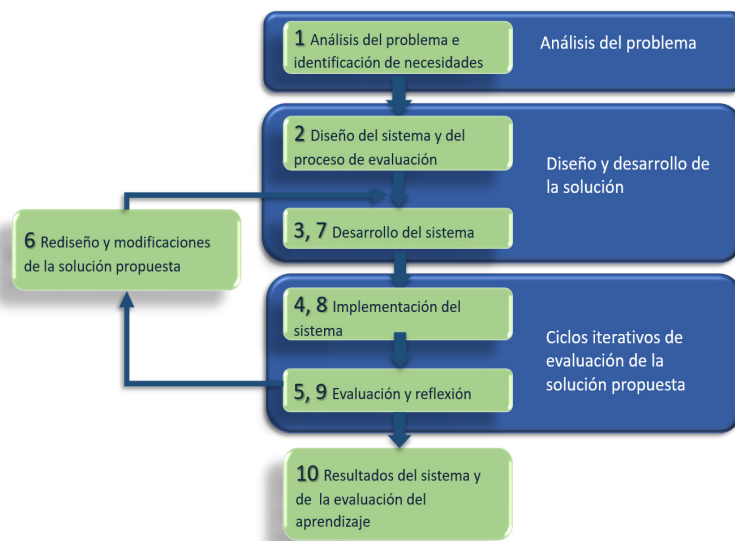 1 Análisis del problema e
identificación de necesidades
Análisis del problema
2 Diseño del sistema y del
proceso de evaluación
Diseño y desarrollo de
la solución
3, 7 Desarrollo del sistema
6 Rediseño y modificaciones
de la solución propuesta
4, 8 Implementación del
sistema
5, 9 Evaluación y reflexión
Ciclos iterativos de
evaluación de la
solución propuesta
10 Resultados del sistema y
de la evaluación del
aprendizaje